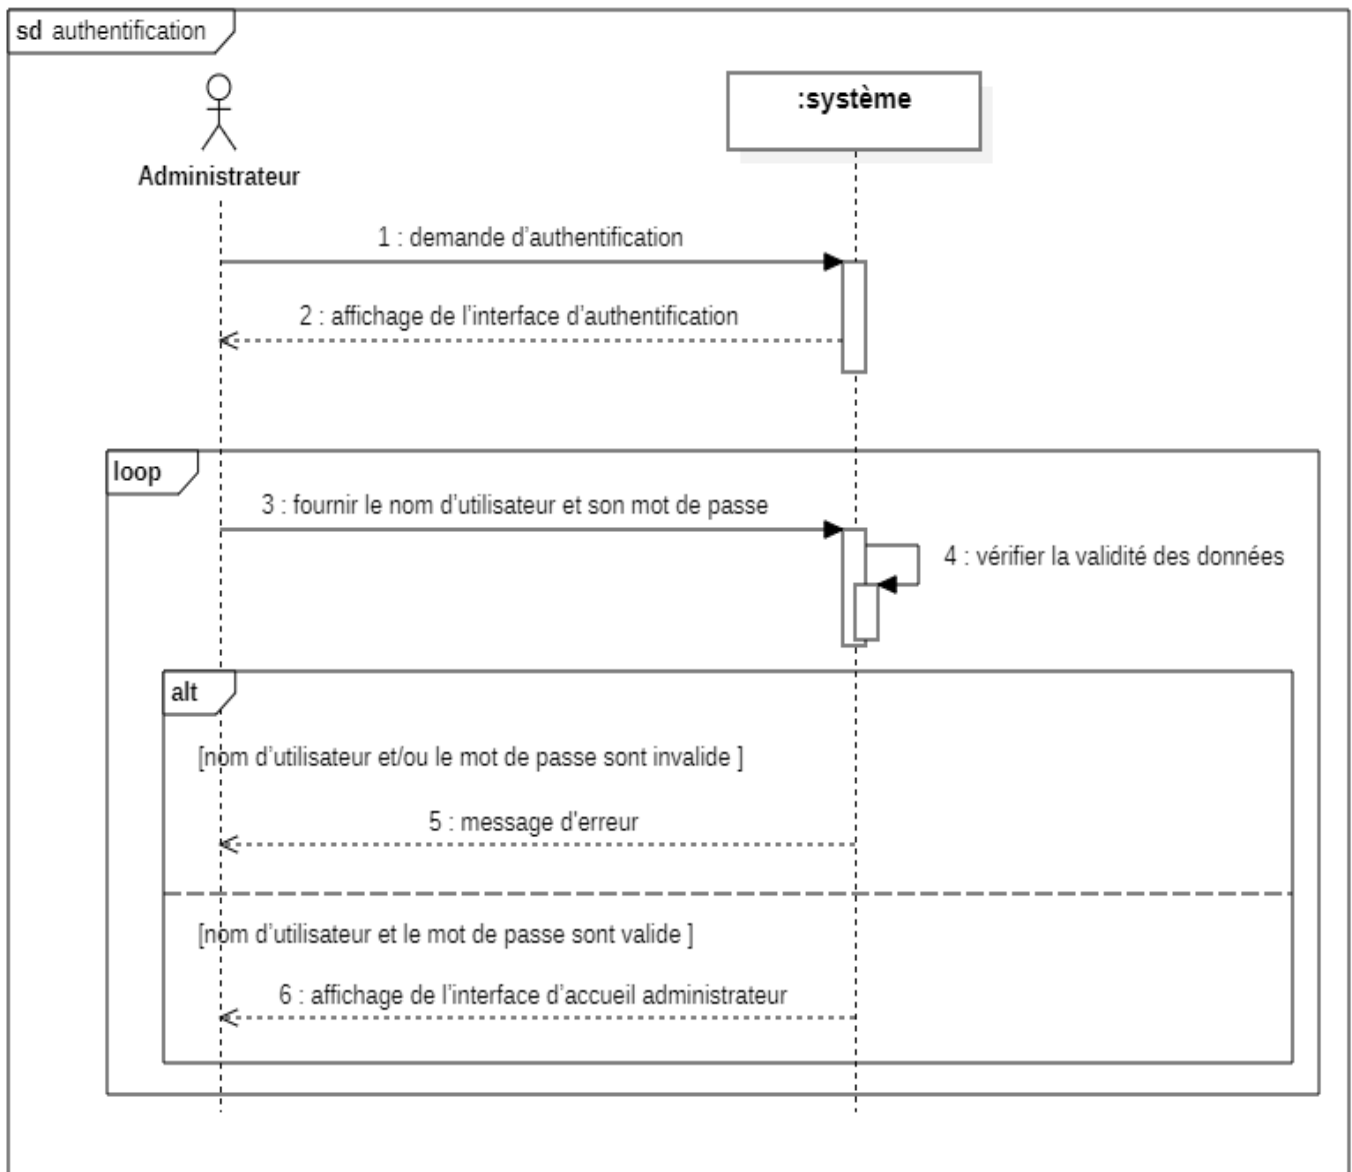 sd authentification
:système
Administrateur
1 : demande d'authentification
2 : affichage de l'interface d'authentification
loop
3 : fournir le nom d'utilisateur et son mot de passe
4 : vérifier la validité des données
alt
[nom d'utilisateur et/ou le mot de passe sont invalide ]
5 : message d'erreur
[nom d'utilisateur et le mot de passe sont valide ]
6 : affichage de l'interface d'accueil administrateur